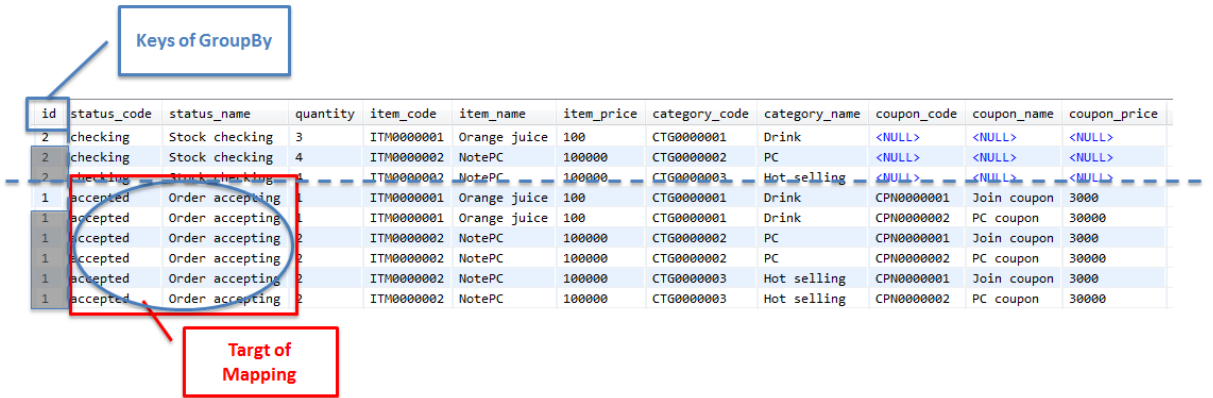 Keys of GroupBy
id status_code status_name quantity item_code item_name item_price category_code category_name coupon_code coupon_name coupon_price
2 checking Stock checking 3 ITM0000001 Orange juice 100 CTG0000001 Drink <NULL> <NULL> <NULL>
2 checking Stock checking 4 ITM0000002 NotePC 100000 CTG0000002 PC <NULL> <NULL> <NULL>
2 checking Stock checking 4 ITM0000002 NotePC 100000 CTG0000003 Hot selling <NULL> <NULL> <NULL>
1 accepted Order accepting 1 ITM0000001 Orange juice 100 CTG0000001 Drink CPN0000001 Join coupon 3000
1 accepted Order accepting 1 ITM0000001 Orange juice 100 CTG0000001 Drink CPN0000002 PC coupon 30000
1 accepted Order accepting 2 ITM0000002 NotePC 100000 CTG0000002 PC CPN0000001 Join coupon 3000
1 accepted Order accepting 2 ITM0000002 NotePC 100000 CTG0000002 PC CPN0000002 PC coupon 30000
1 accepted Order accepting 2 ITM0000002 NotePC 100000 CTG0000003 Hot selling CPN0000001 Join coupon 3000
1 accepted Order accepting 2 ITM0000002 NotePC 100000 CTG0000003 Hot selling CPN0000002 PC coupon 30000
Targt of
Mapping